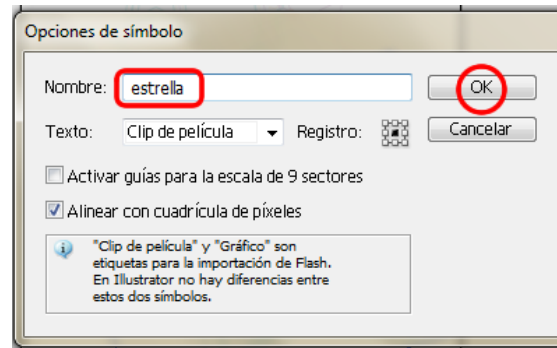 Opciones de símbolo
Nombre: estrella OK
Texto: Clip de película Registro: Cancelar
Activar guías para la escala de 9 sectores
Alinear con cuadrícula de píxeles
"Clip de película" y "Gráfico" son
etiquetas para la importación de Flash.
En Illustrator no hay diferencias entre
estos dos símbolos.